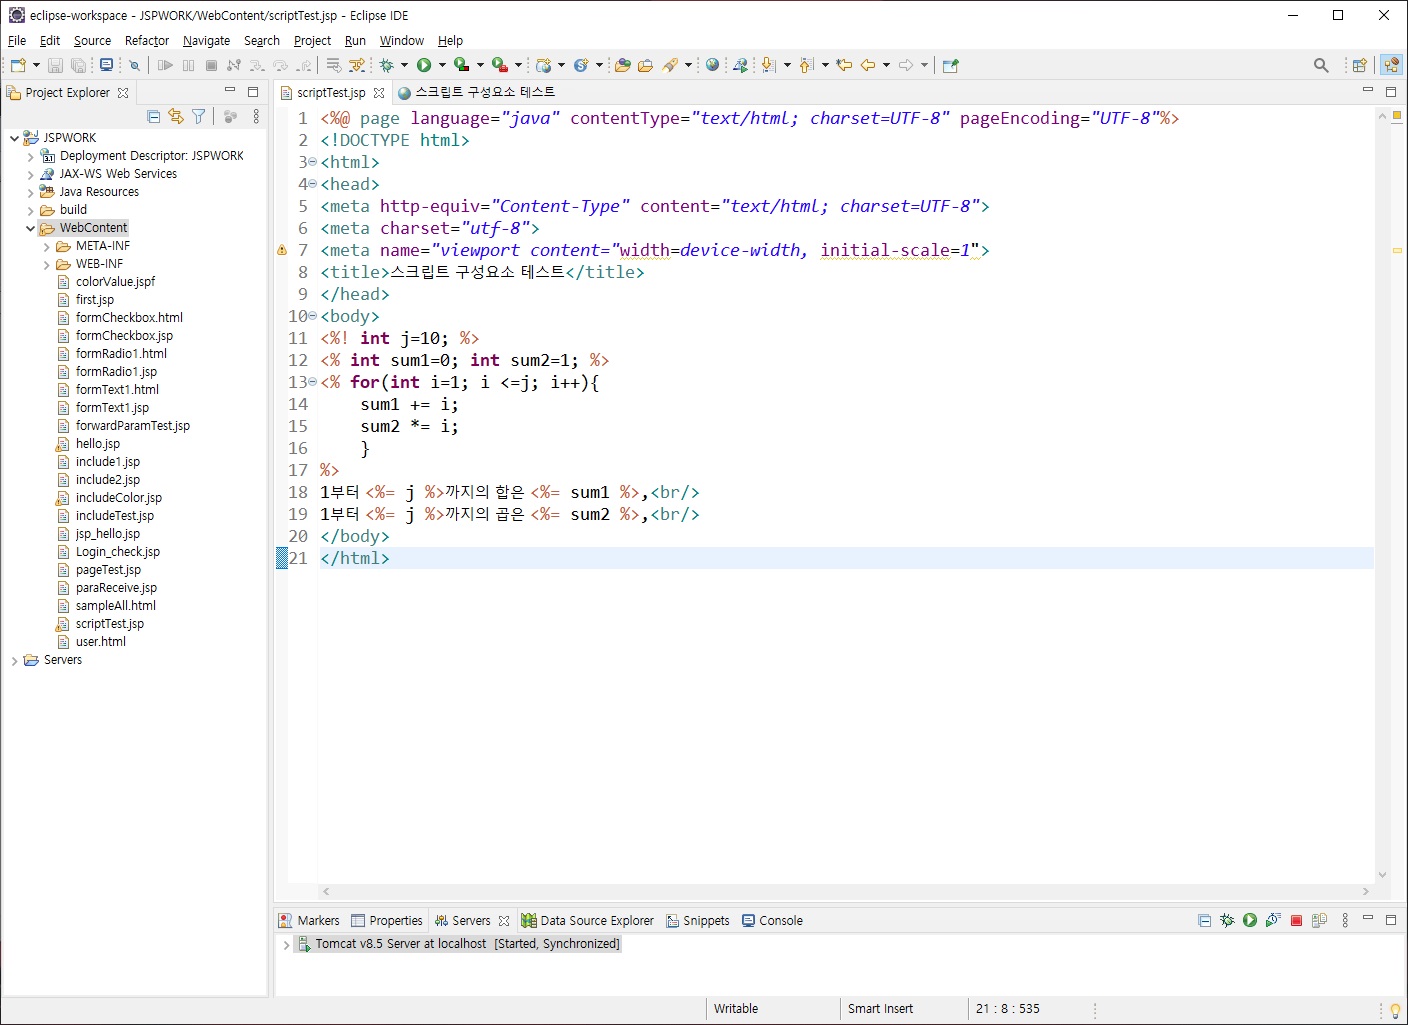 eclipse-workspace - JSPWORK/WebContent/scriptTest.jsp - Eclipse IDE
File Edit Source Refactor Navigate Search Project Run Window Help
Project Explorer
JSPWORK
Deployment Descriptor: JSPWORK
JAX-WS Web Services
Java Resources
build
WebContent
META-INF
WEB-INF
colorValue.jspf
first.jsp
formCheckbox.html
formCheckbox.jsp
formRadio1.html
formRadio1.jsp
formText1.html
formText1.jsp
forwardParamTest.jsp
hello.jsp
include1.jsp
include2.jsp
includeColor.jsp
includeTest.jsp
jsp_hello.jsp
Login_check.jsp
pageTest.jsp
paraReceive.jsp
sampleAll.html
scriptTest.jsp
user.html
Servers
scriptTest.jsp 스크립트 구성요소 테스트
1 <%@ page language="java" contentType="text/html; charset=UTF-8" pageEncoding="UTF-8"%>
2 <!DOCTYPE html>
3 <html>
4 <head>
5 <meta http-equiv="Content-Type" content="text/html; charset=UTF-8">
6 <meta charset="utf-8">
7 <meta name="viewport content="width=device-width, initial-scale=1">
8 <title>스크립트 구성요소 테스트</title>
9 </head>
10 <body>
11 <%! int j=10; %>
12 <% int sum1=0; int sum2=1; %>
13 <% for(int i=1; i <=j; i++){
14 sum1 += i;
15 sum2 *= i;
16 }
17 %>
18 1부터 <%= j %>까지의 합은 <%= sum1 %>,<br/>
19 1부터 <%= j %>까지의 곱은 <%= sum2 %>,<br/>
20 </body>
21 </html>
Markers Properties Servers Data Source Explorer Snippets Console
Tomcat v8.5 Server at localhost [Started, Synchronized]
Writable Smart Insert 21 : 8 : 535